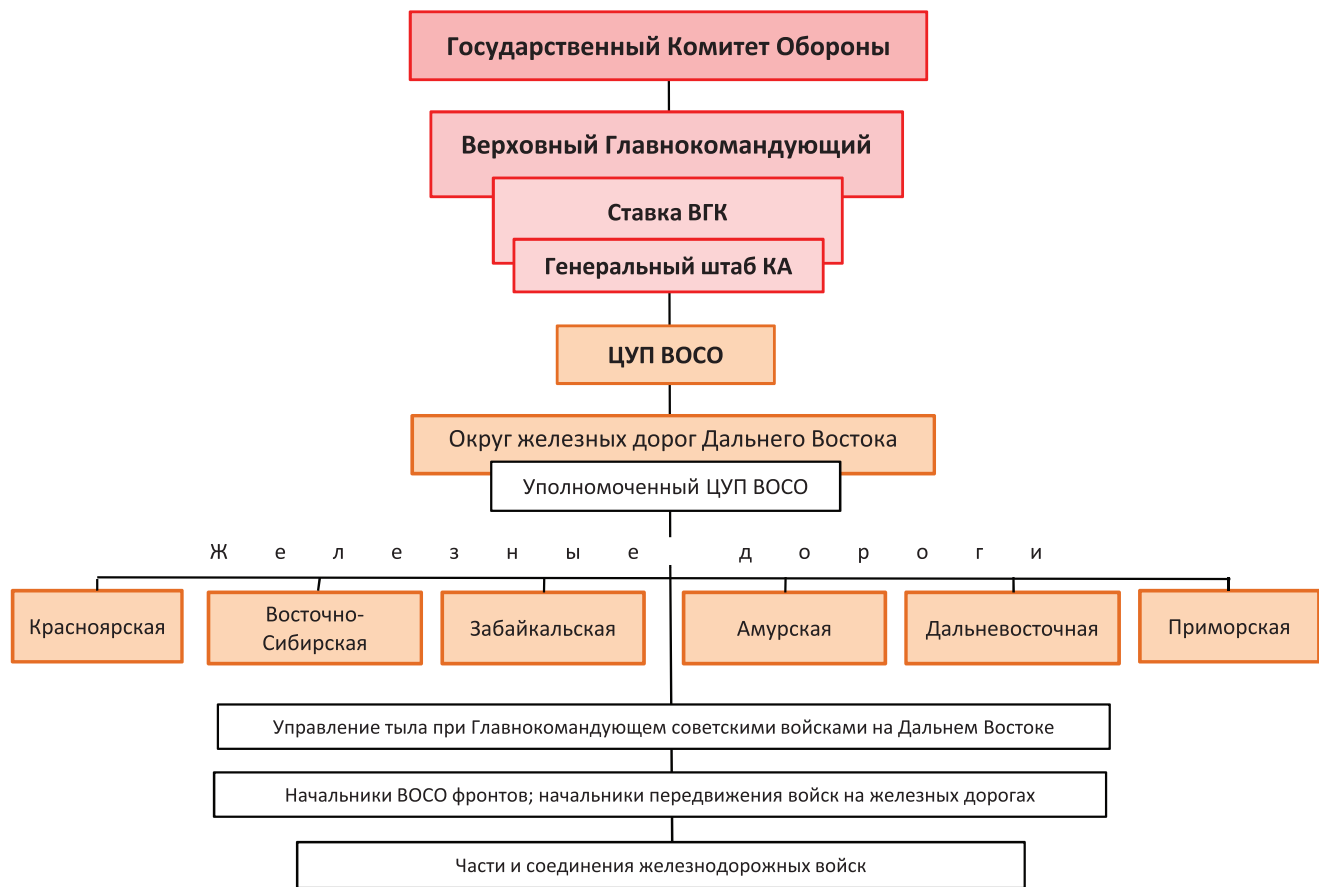 Государственный Комитет Обороны
Верховный Главнокомандующий
Ставка ВГК
Генеральный штаб КА
ЦУП ВОСО
Округ железных дорог Дальнего Востока
Уполномоченный ЦУП ВОСО
Железные дороги
Красноярская
Восточно-
Сибирская
Забайкальская
Амурская
Дальневосточная
Приморская
Управление тыла при Главнокомандующем советскими войсками на Дальнем Востоке
Начальники ВОСО фронтов; начальники передвижения войск на железных дорогах
Части и соединения железнодорожных войск